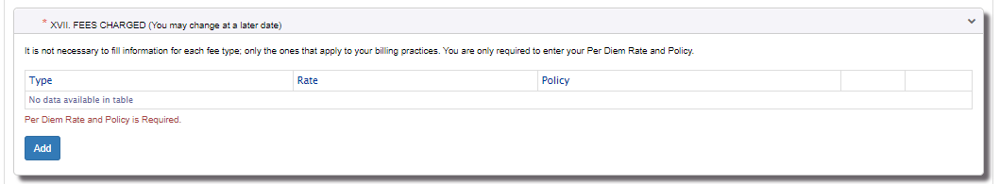 * XVII. FEES CHARGED (You may change at a later date)
It is not necessary to fill information for each fee type; only the ones that apply to your billing practices. You are only required to enter your Per Diem Rate and Policy.
Type Rate Policy
No data available in table
Per Diem Rate and Policy is Required.
Add